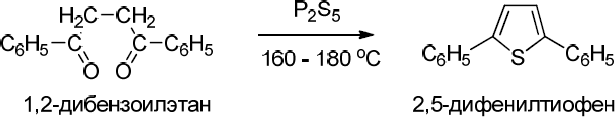 H₂C–CH₂
C₆H₅–C C–C₆H₅
O O
P₂S₅
160 - 180 °C
C₆H₅ S C₆H₅
1,2-дибензоилэтан
2,5-дифенилтиофен